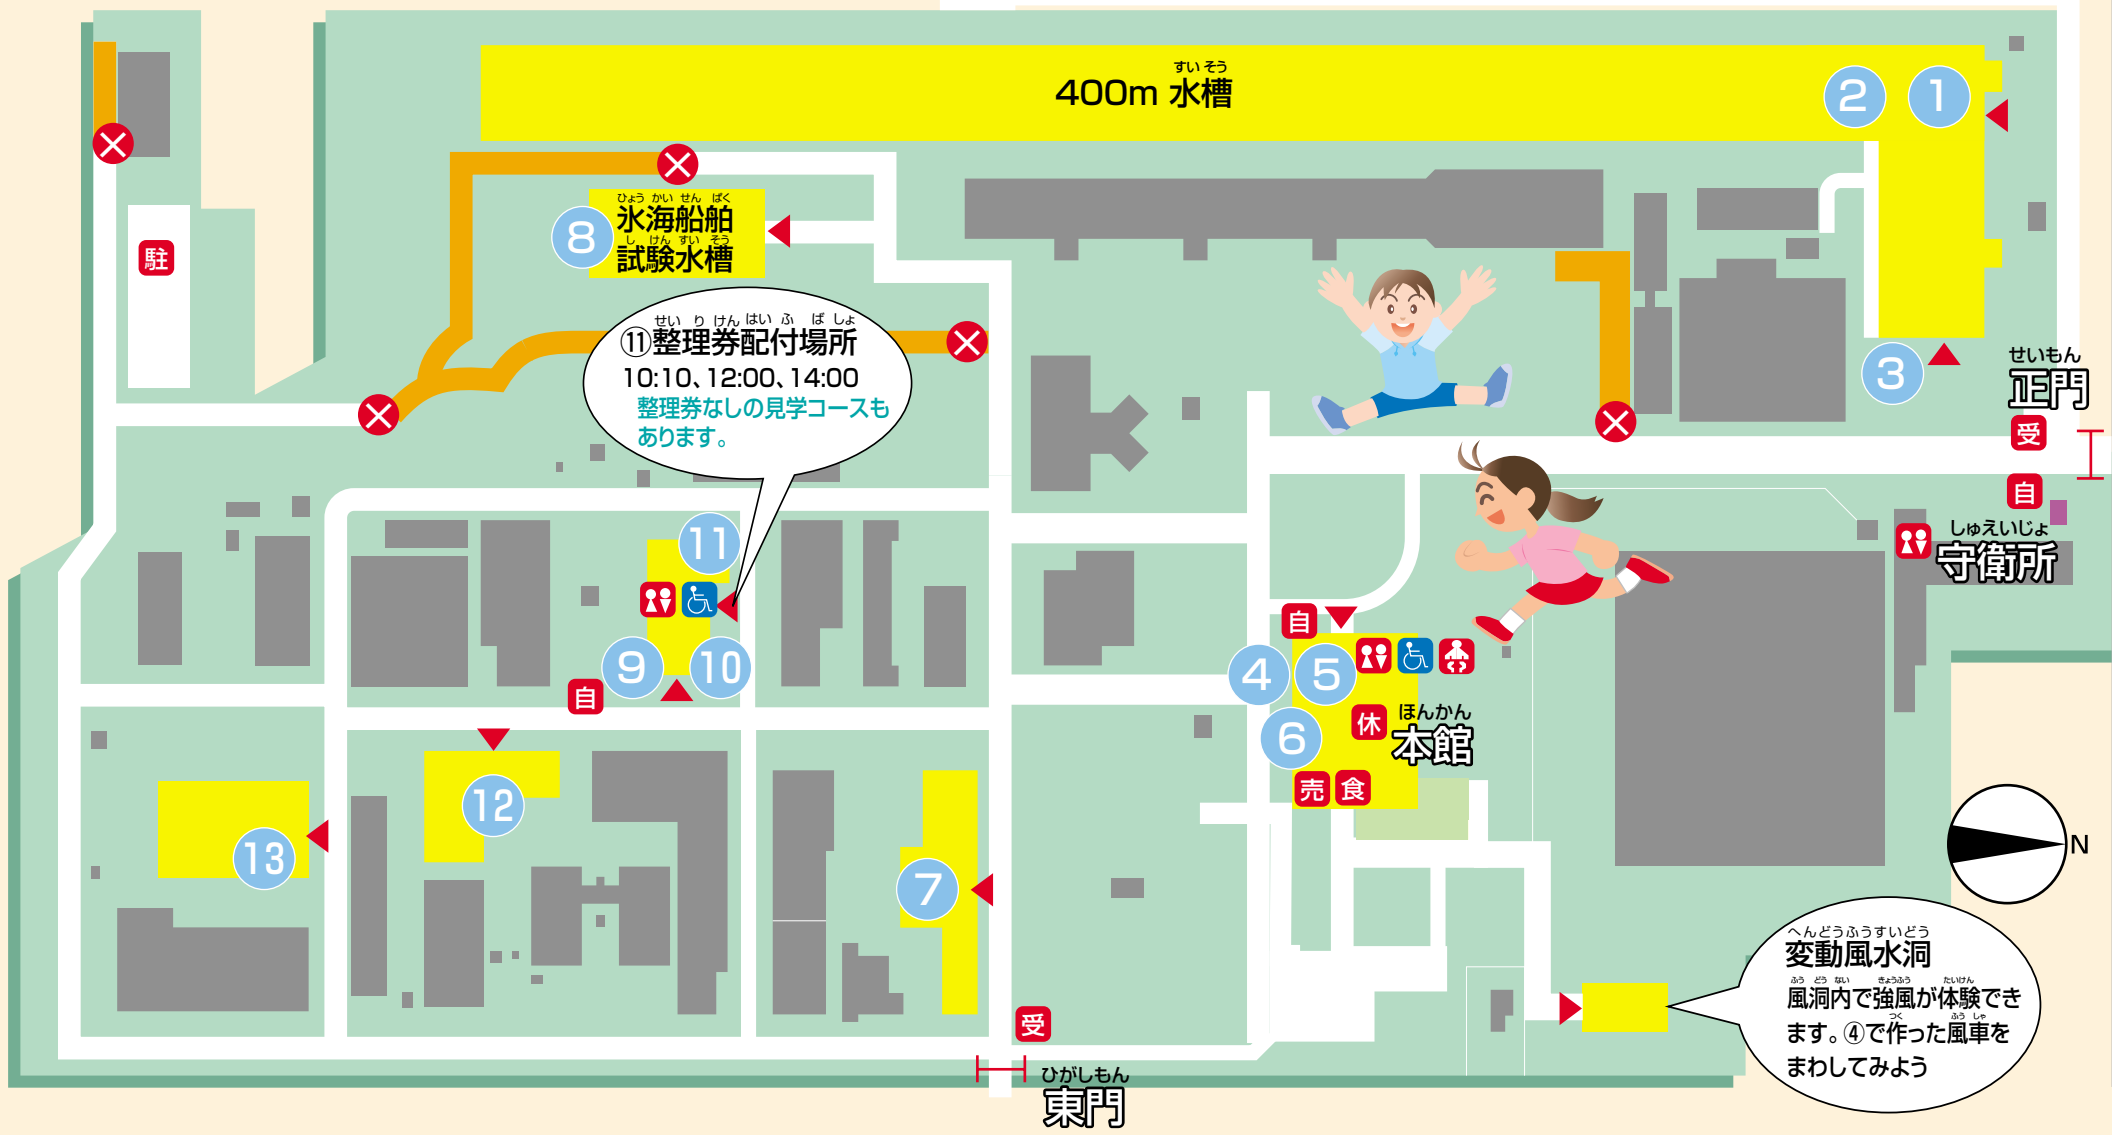 すいそう
400m 水槽
②
①
ひょうかいせんぱく
氷海船舶
しけんすいそう
試験水槽
⑧
駐
せいりけんはいふばしょ
⑪整理券配付場所
10:10、12:00、14:00
整理券なしの見学コースも
あります。
③
せいもん
正門
受
自
しゅえいじょ
守衛所
⑪
⑨
⑩
自
自
④
⑤
⑥
休
ほんかん
本館
売
食
⑫
⑬
⑦
N
へんどうふうすいどう
変動風水洞
ふうどうない きょうふう たいけん
風洞内で強風が体験でき
つく ふうしゃ
ます。④で作った風車を
まわしてみよう
受
ひがしもん
東門